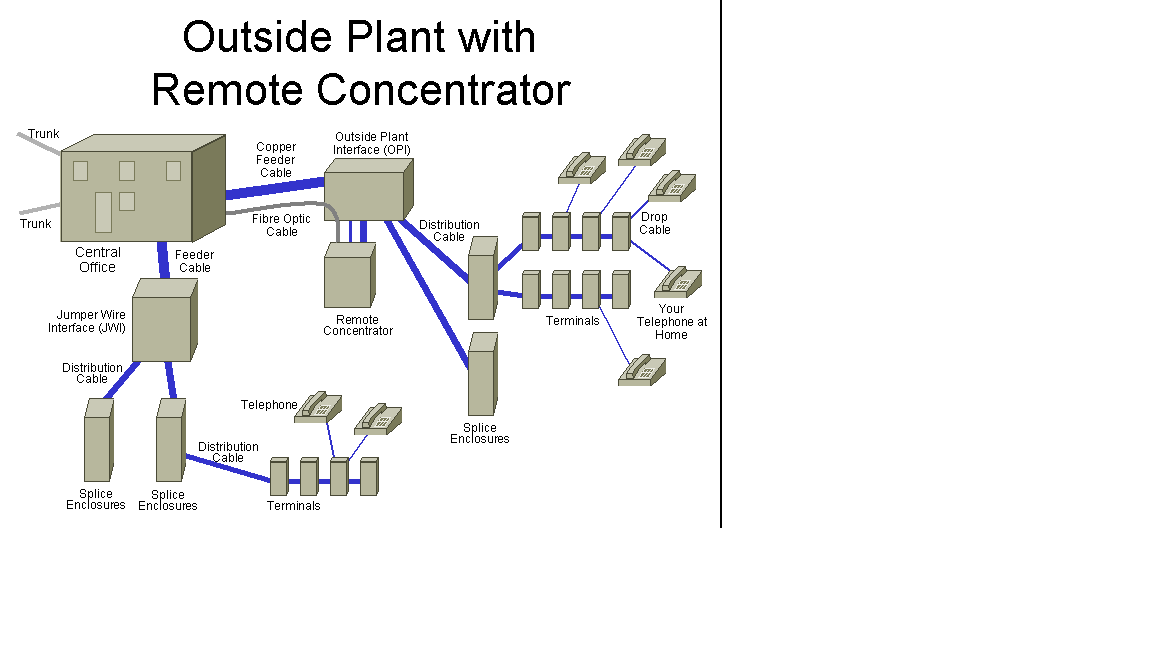 Outside Plant with
Remote Concentrator
Trunk
Trunk
Central
Office
Copper
Feeder
Cable
Outside Plant
Interface (OPI)
Fibre Optic
Cable
Feeder
Cable
Distribution
Cable
Drop
Cable
Remote
Concentrator
Terminals
Your
Telephone at
Home
Jumper Wire
Interface (JWI)
Distribution
Cable
Telephone
Splice
Enclosures
Distribution
Cable
Splice
Enclosures
Splice
Enclosures
Terminals